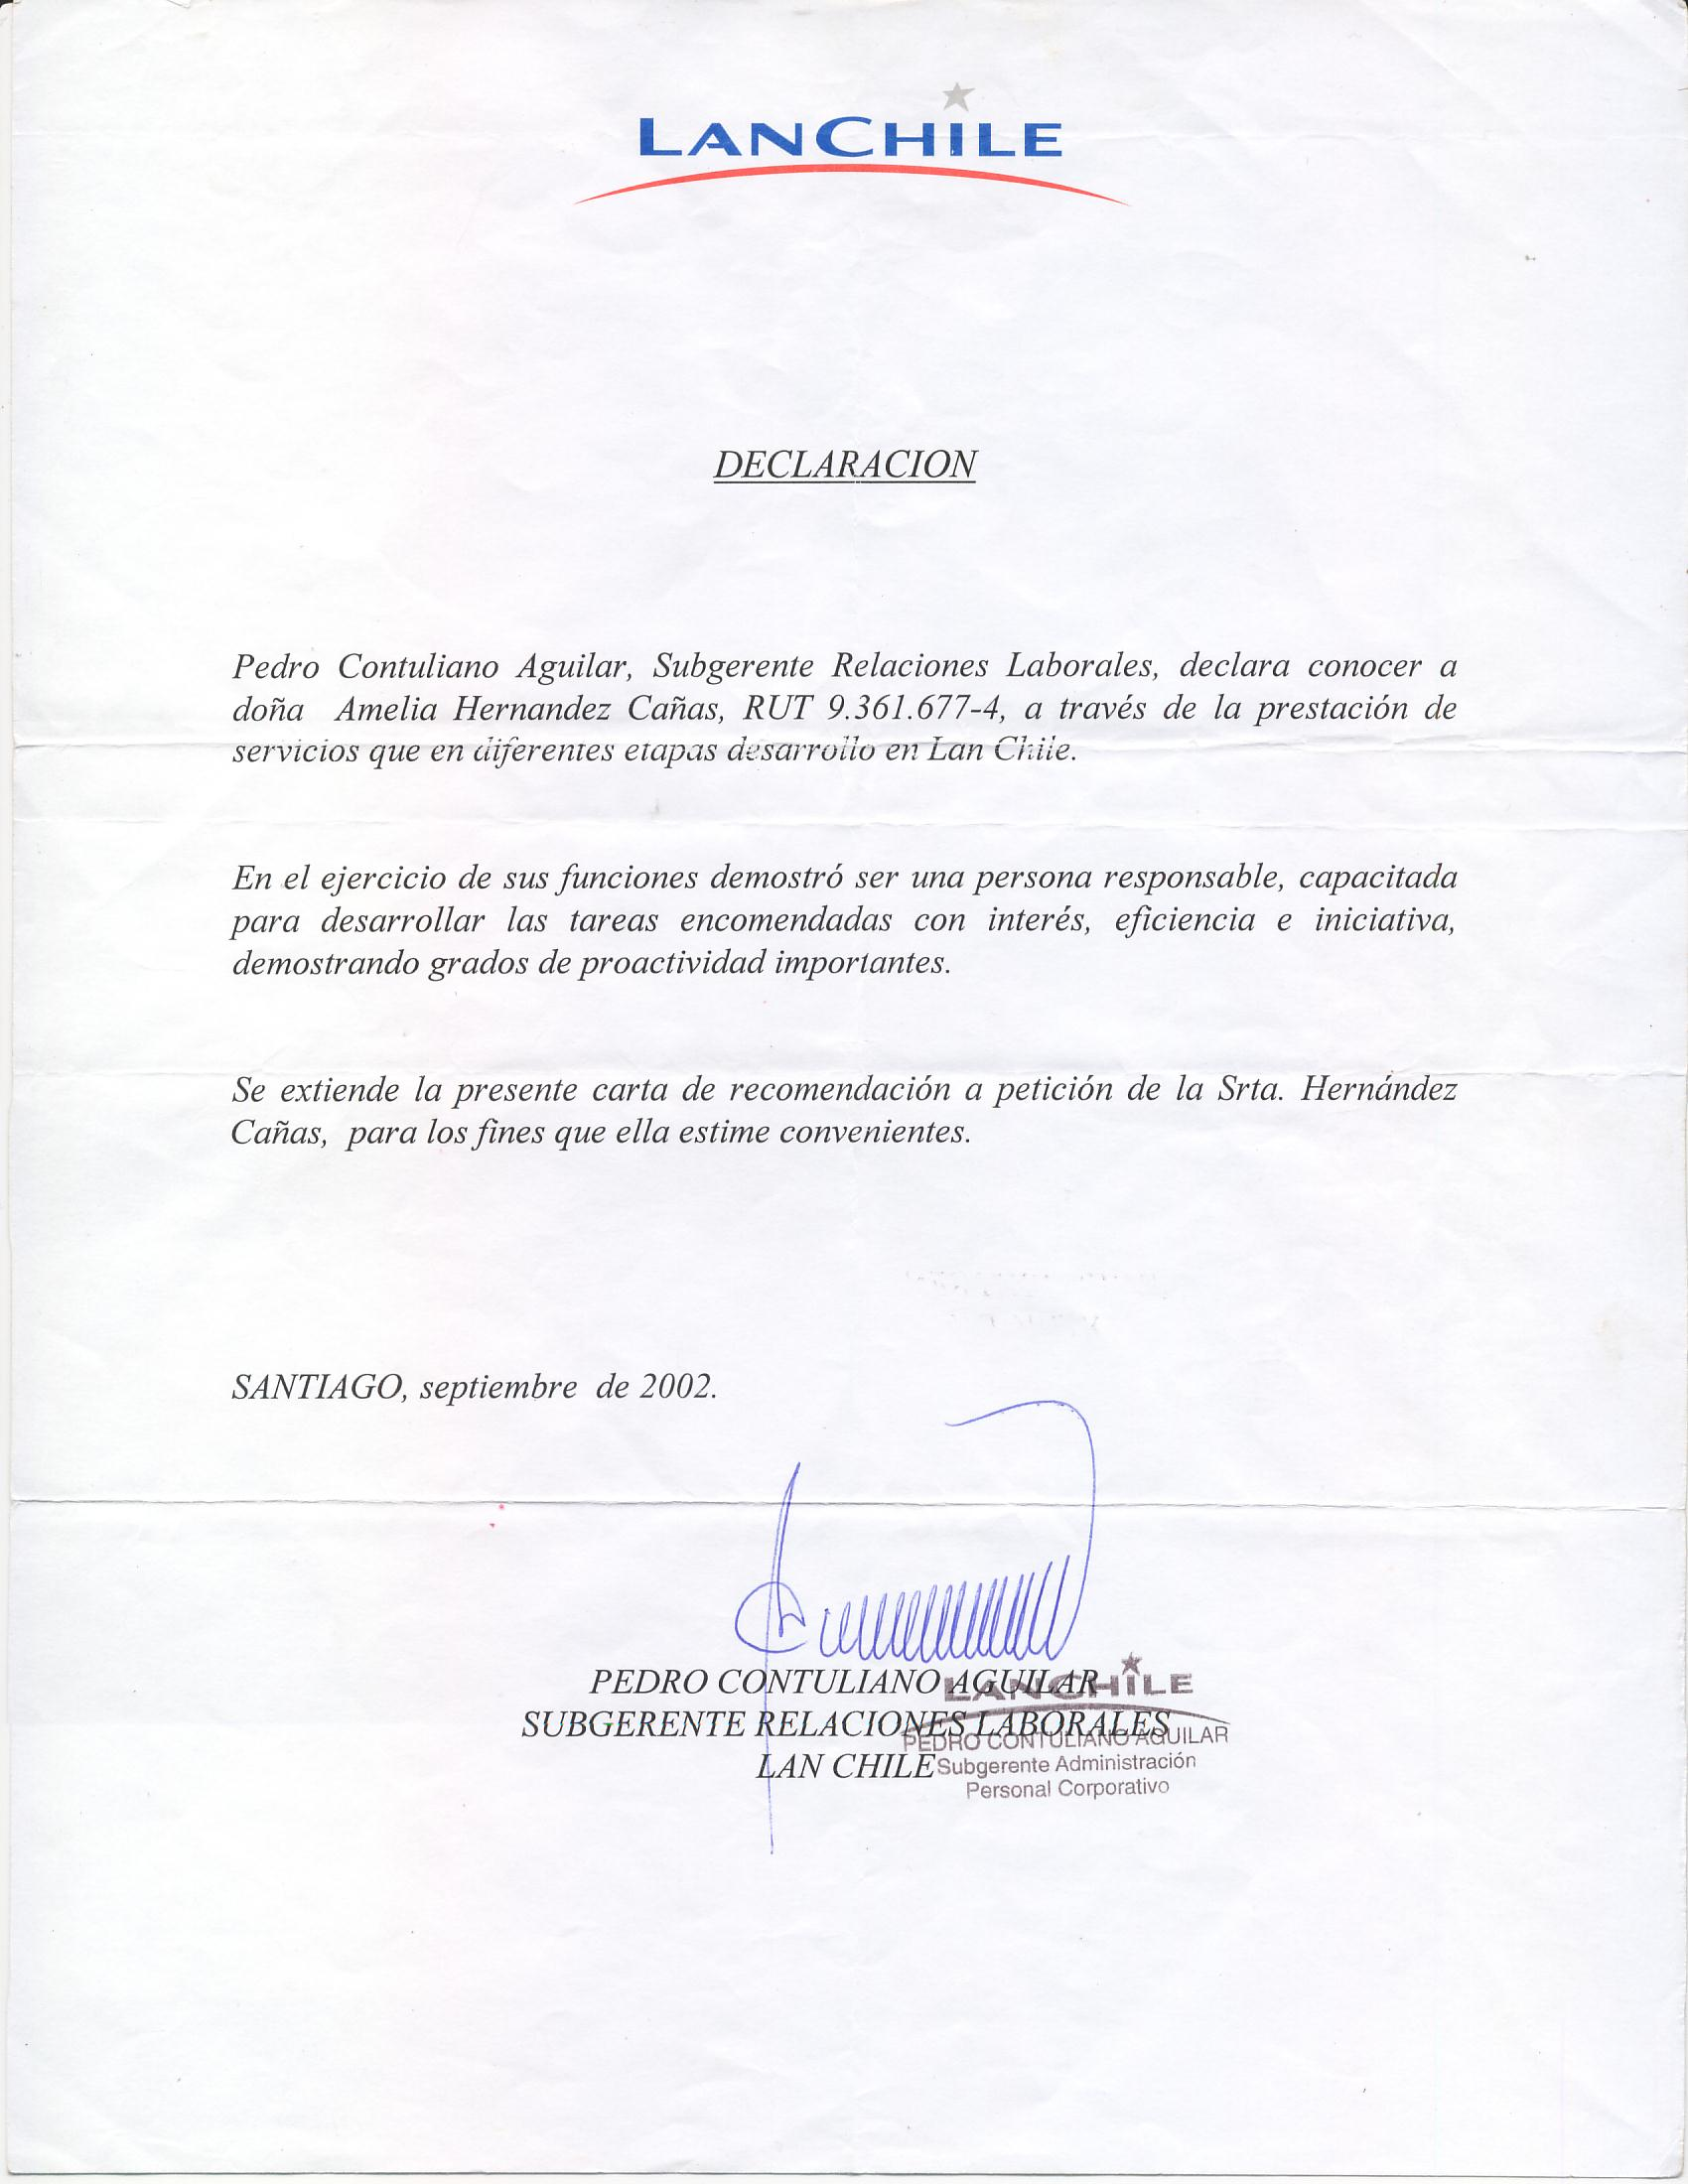 LANCHILE
DECLARACION
Pedro Contuliano Aguilar, Subgerente Relaciones Laborales, declara conocer a
doña Amelia Hernandez Cañas, RUT 9.361.677-4, a través de la prestación de
servicios que en diferentes etapas desarrollo en Lan Chile.
En el ejercicio de sus funciones demostró ser una persona responsable, capacitada
para desarrollar las tareas encomendadas con interés, eficiencia e iniciativa,
demostrando grados de proactividad importantes.
Se extiende la presente carta de recomendación a petición de la Srta. Hernández
Cañas, para los fines que ella estime convenientes.
SANTIAGO, septiembre de 2002.
PEDRO CONTULIANO AGUILAR
SUBGERENTE RELACIONES LABORALES
LAN CHILE
LANCHILE
PEDRO CONTULIANO AGUILAR
Subgerente Administración
Personal Corporativo